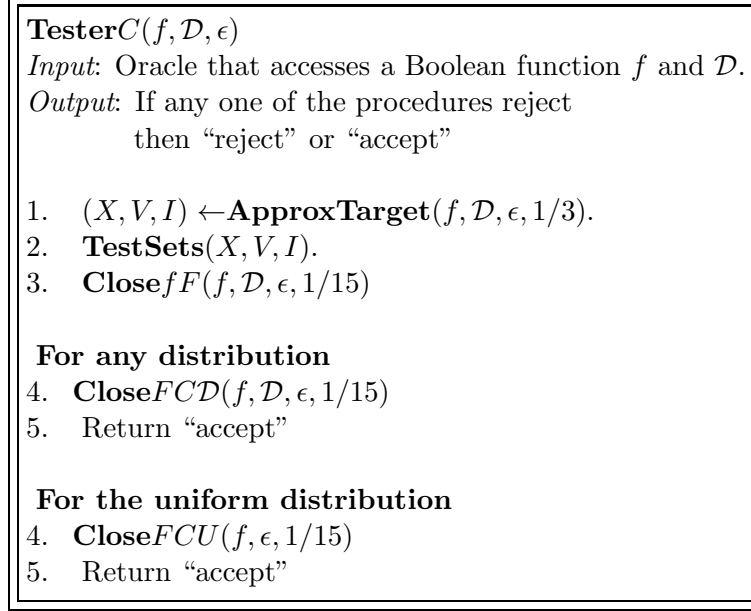 TesterC(f, 𝒟, ϵ)
Input: Oracle that accesses a Boolean function f and 𝒟.
Output: If any one of the procedures reject
then “reject” or “accept”
1. (X, V, I) ←ApproxTarget(f, 𝒟, ϵ, 1/3).
2. TestSets(X, V, I).
3. ClosefF(f, 𝒟, ϵ, 1/15)
For any distribution
4. CloseFC𝒟(f, 𝒟, ϵ, 1/15)
5. Return “accept”
For the uniform distribution
4. CloseFCU(f, ϵ, 1/15)
5. Return “accept”